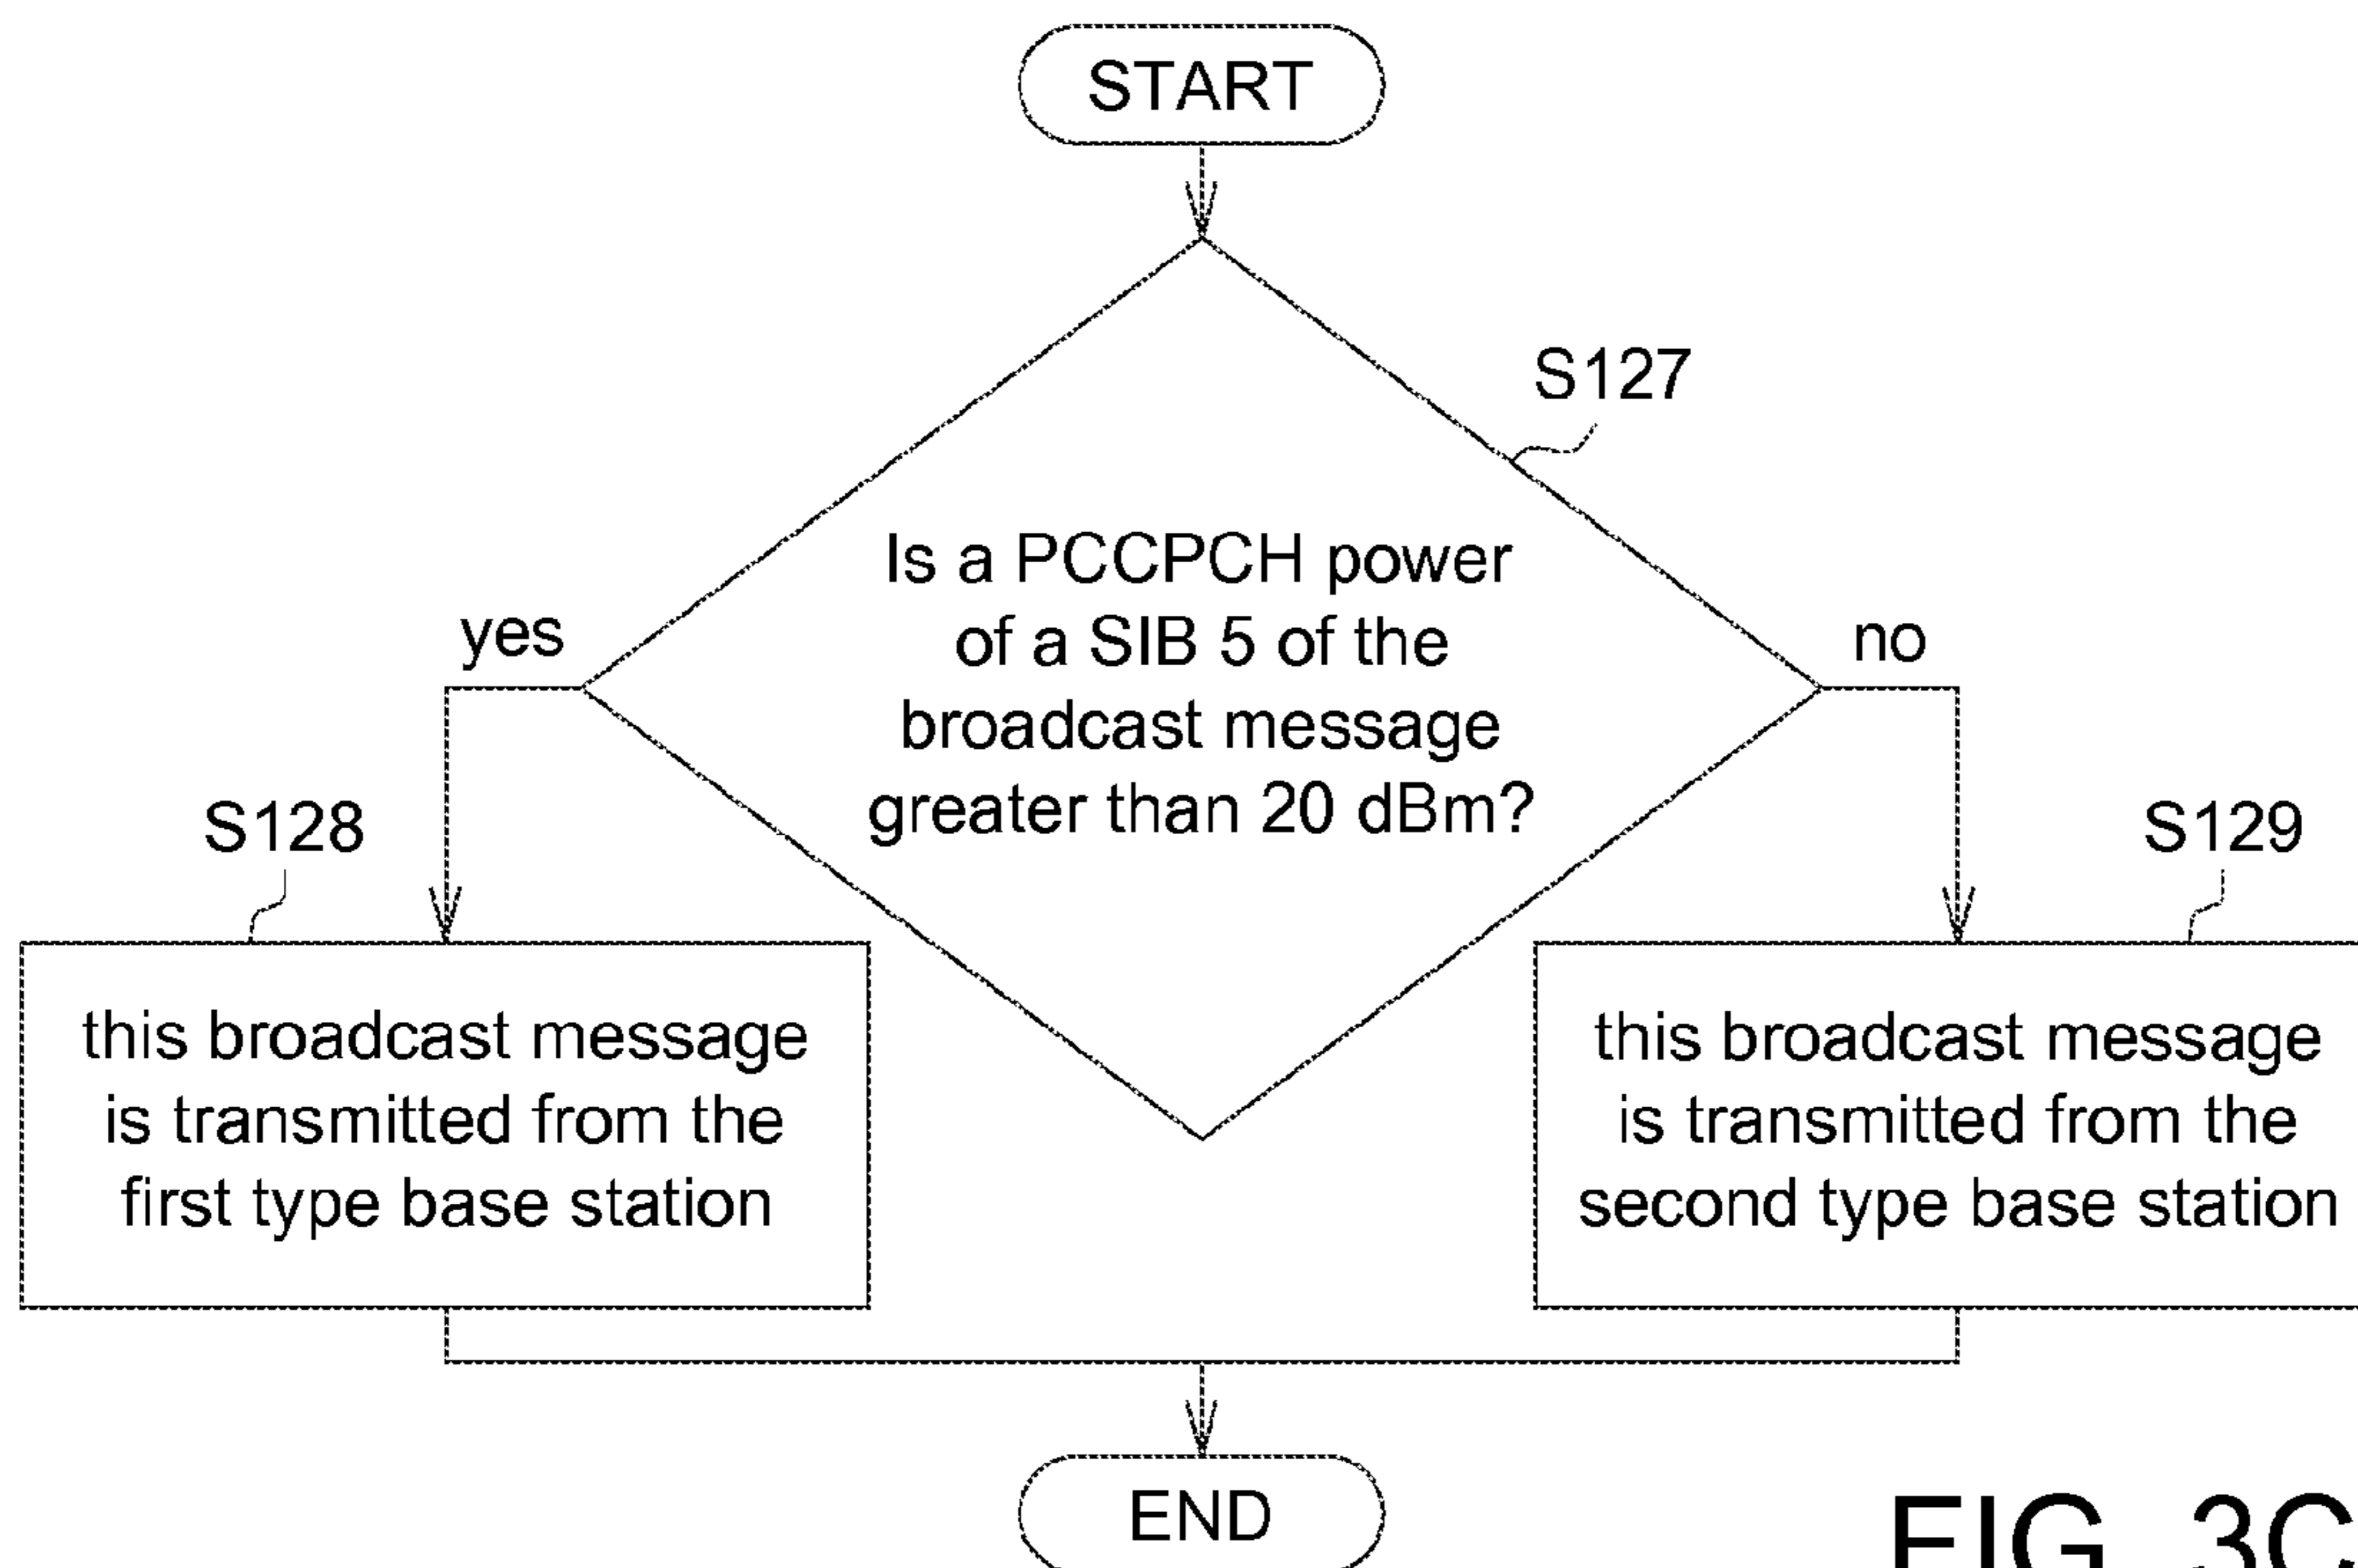 START
S127
Is a PCCPCH power
of a SIB 5 of the
broadcast message
greater than 20 dBm?
yes
no
S128
S129
this broadcast message
is transmitted from the
first type base station
this broadcast message
is transmitted from the
second type base station
END
FIG. 3C